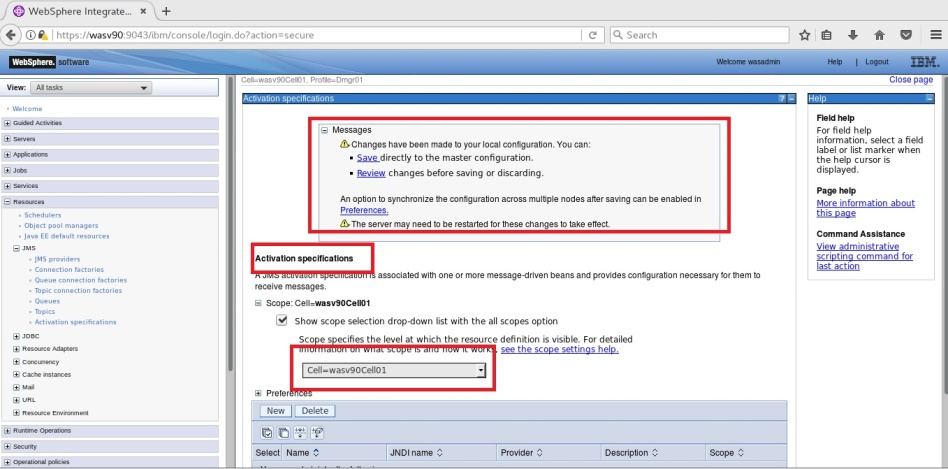 WebSphere Integrate... ×
https://wasv90:9043/ibm/console/login.do?action=secure
Search
WebSphere. software
Welcome wasadmin
Help | Logout
IBM.
View: All tasks
Welcome
Guided Activities
Servers
Applications
Jobs
Services
Resources
Schedulers
Object pool managers
Java EE default resources
JMS
JMS providers
Connection factories
Queue connection factories
Topic connection factories
Queues
Topics
Activation specifications
JDBC
Resource Adapters
Concurrency
Cache instances
Mail
URL
Resource Environment
Runtime Operations
Security
Operational policies
Cell=wasv90Cell01, Profile=Dmgr01
Close page
Activation specifications
? –
Messages
Changes have been made to your local configuration. You can:
Save directly to the master configuration.
Review changes before saving or discarding.
An option to synchronize the configuration across multiple nodes after saving can be enabled in
Preferences.
The server may need to be restarted for these changes to take effect.
Activation specifications
A JMS activation specification is associated with one or more message-driven beans and provides configuration necessary for them to
receive messages.
Scope: Cell=wasv90Cell01
Show scope selection drop-down list with the all scopes option
Scope specifies the level at which the resource definition is visible. For detailed
information on what scope is and how it works, see the scope settings help.
Cell=wasv90Cell01
Preferences
New Delete
Select Name JNDI name Provider Description Scope
Help
Field help
For field help
information, select a field
label or list marker when
the help cursor is
displayed.
Page help
More information about
this page
Command Assistance
View administrative
scripting command for
last action